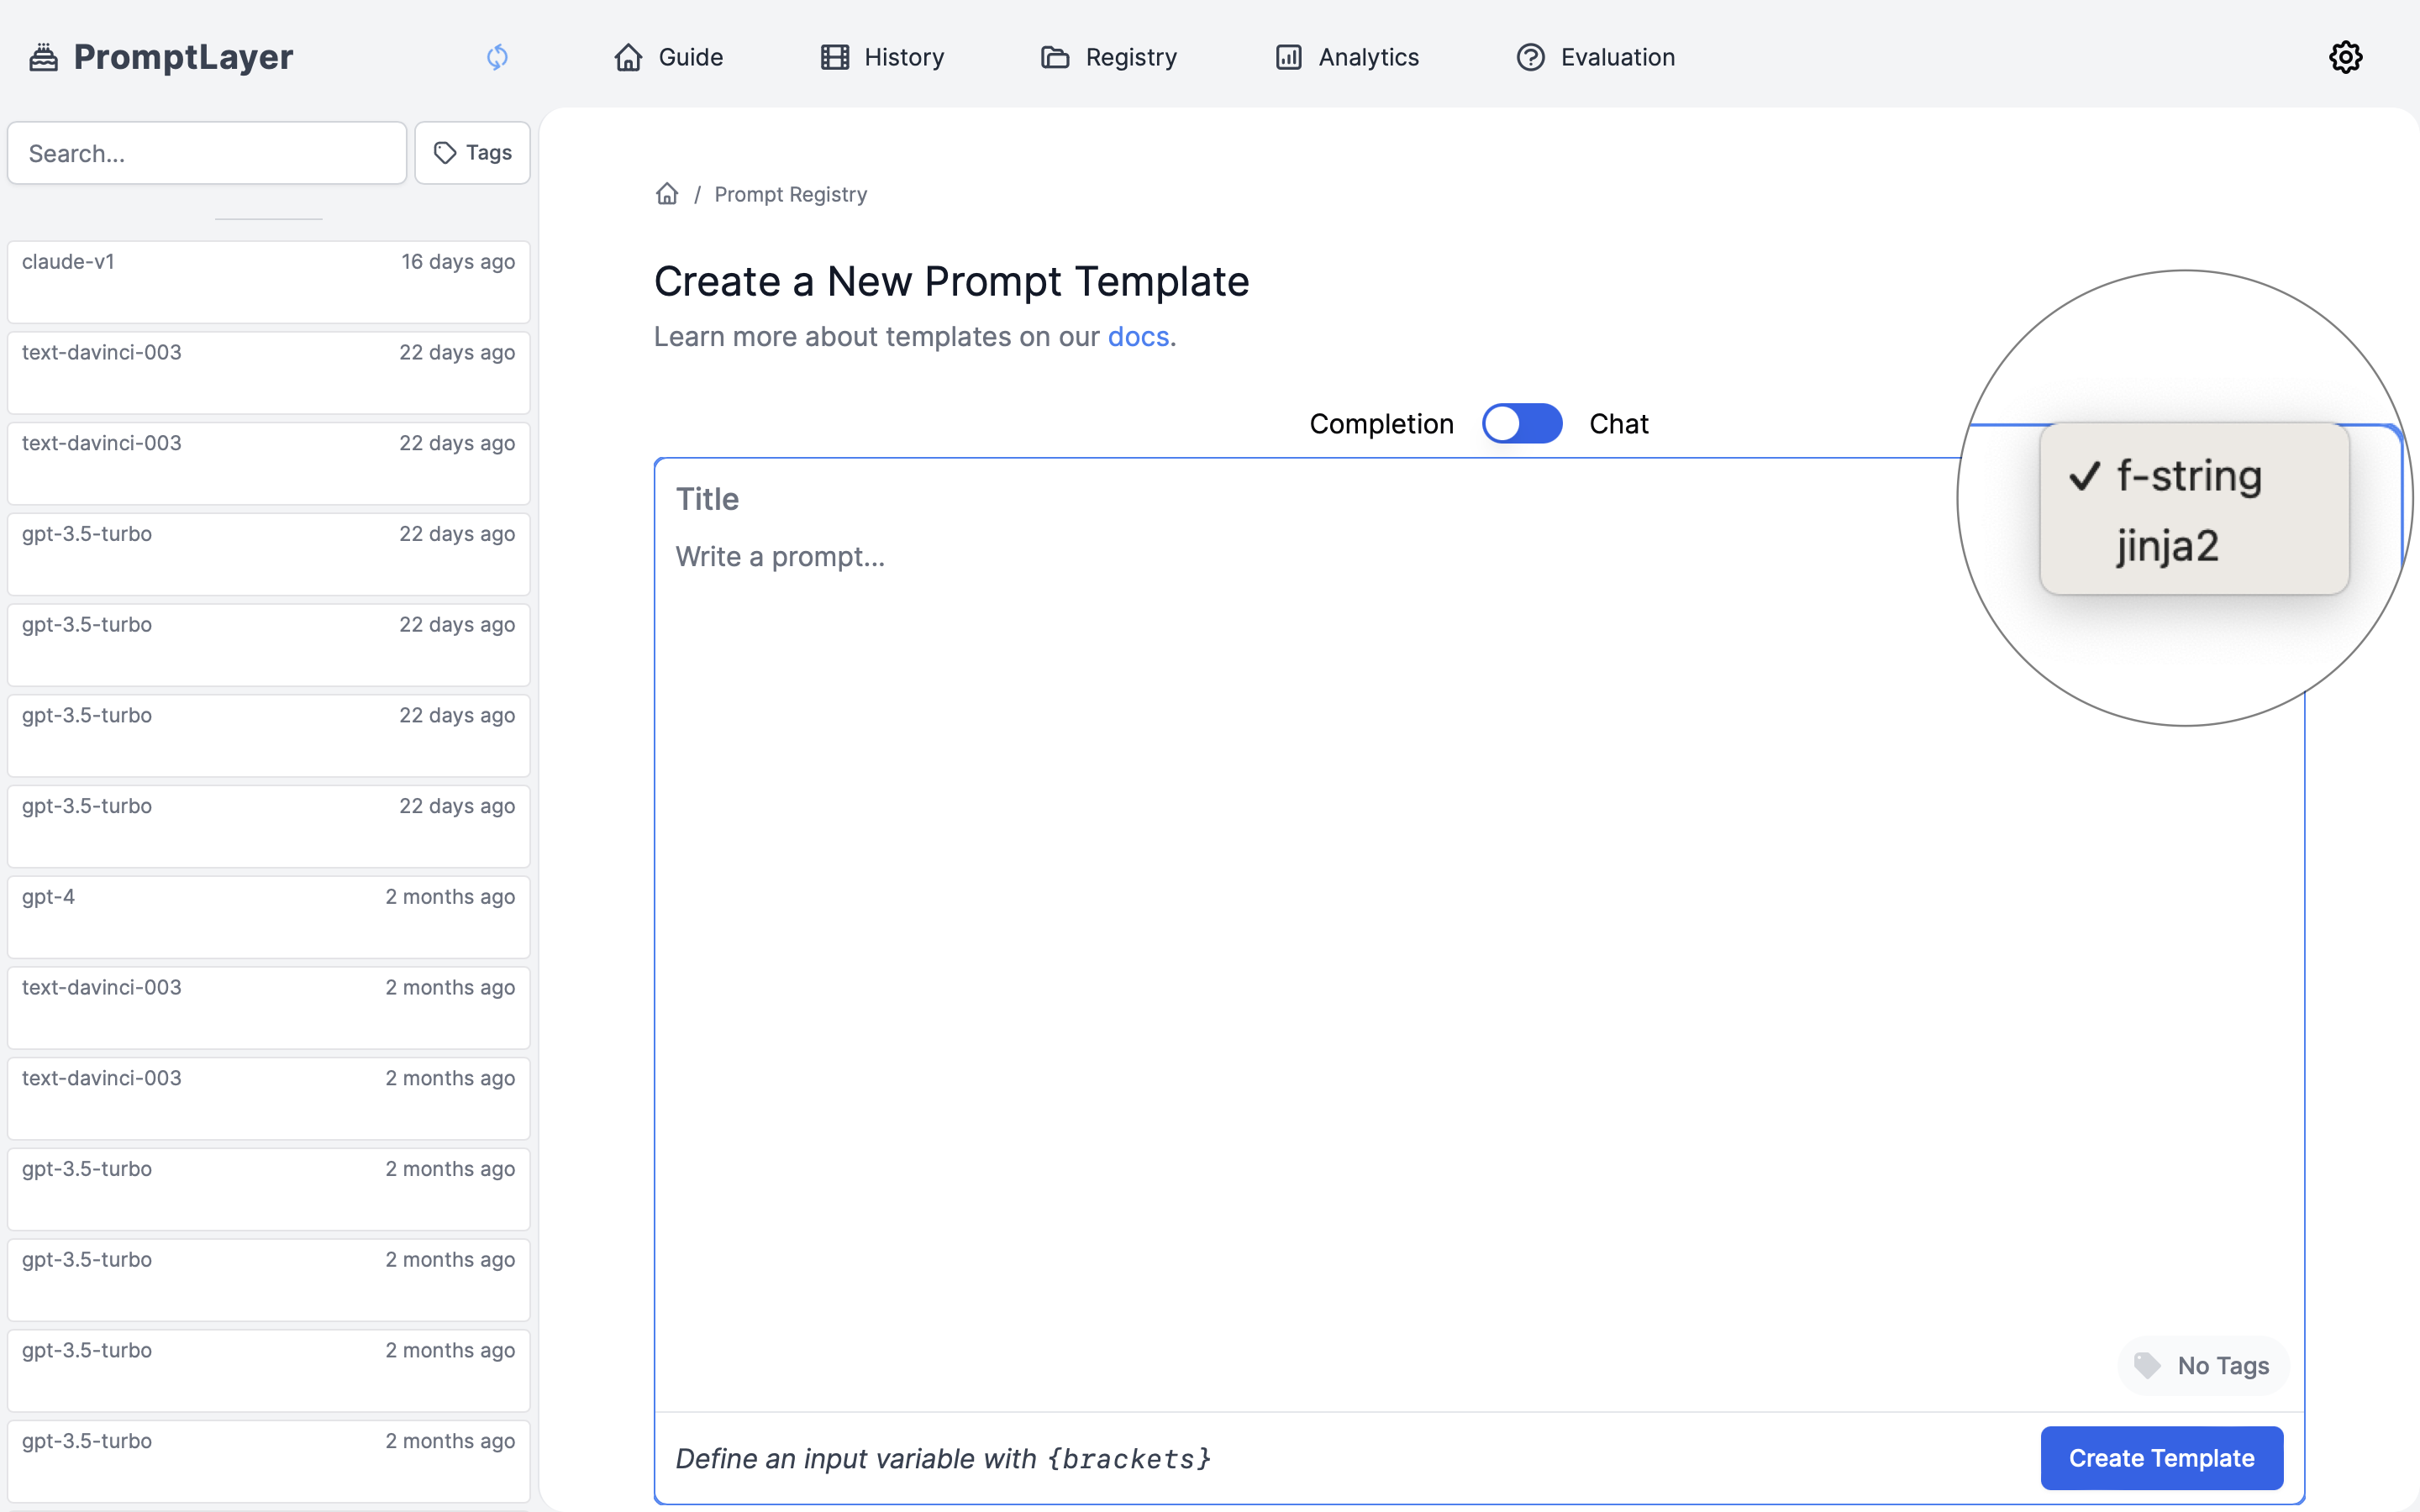 PromptLayer
Guide
History
Registry
Analytics
Evaluation
Search...
Tags
claude-v1 16 days ago
text-davinci-003 22 days ago
text-davinci-003 22 days ago
gpt-3.5-turbo 22 days ago
gpt-3.5-turbo 22 days ago
gpt-3.5-turbo 22 days ago
gpt-3.5-turbo 22 days ago
gpt-4 2 months ago
text-davinci-003 2 months ago
text-davinci-003 2 months ago
gpt-3.5-turbo 2 months ago
gpt-3.5-turbo 2 months ago
gpt-3.5-turbo 2 months ago
gpt-3.5-turbo 2 months ago
/ Prompt Registry
Create a New Prompt Template
Learn more about templates on our docs.
Completion
Chat
Title
Write a prompt...
✓ f-string
jinja2
No Tags
Define an input variable with {brackets}
Create Template